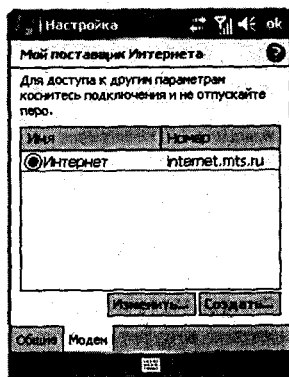 Настройка ok
Мой поставщик Интернета
Для доступа к другим параметрам
коснитесь подключения и не отпускайте
перо.
Имя Номер
Интернет internet.mts.ru
Изменить... Создать...
Общие Модем